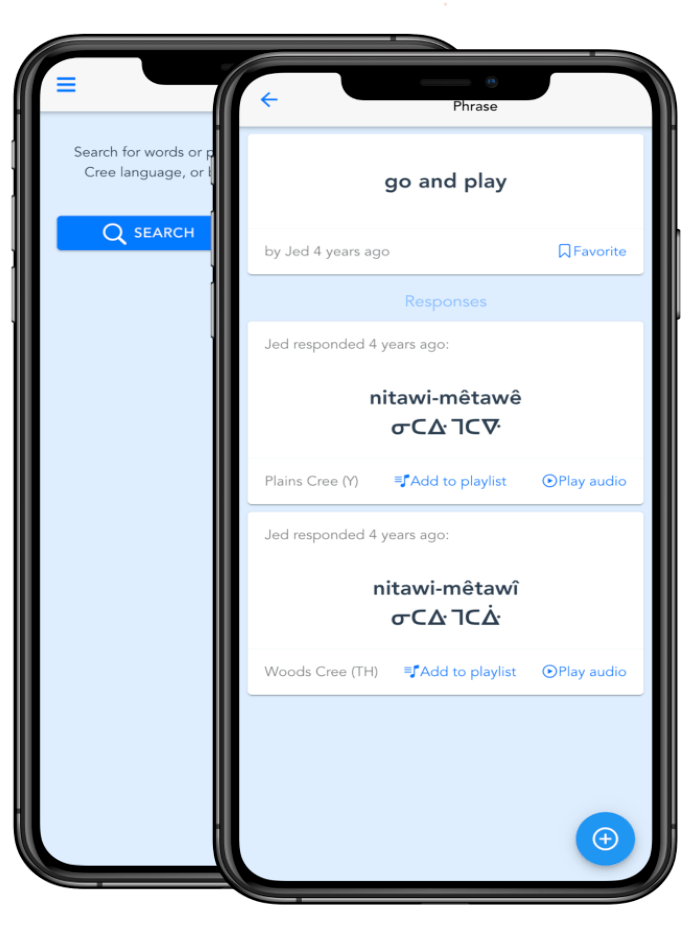 Search for words or
Cree language, or
SEARCH
Phrase
go and play
by Jed 4 years ago
Favorite
Responses
Jed responded 4 years ago:
nitawi-mêtawê
ᓂᑕᐏᒣᑕᐍ
Plains Cree (Y)
Add to playlist
Play audio
Jed responded 4 years ago:
nitawi-mêtawî
ᓂᑕᐏᒣᑕᐑ
Woods Cree (TH)
Add to playlist
Play audio